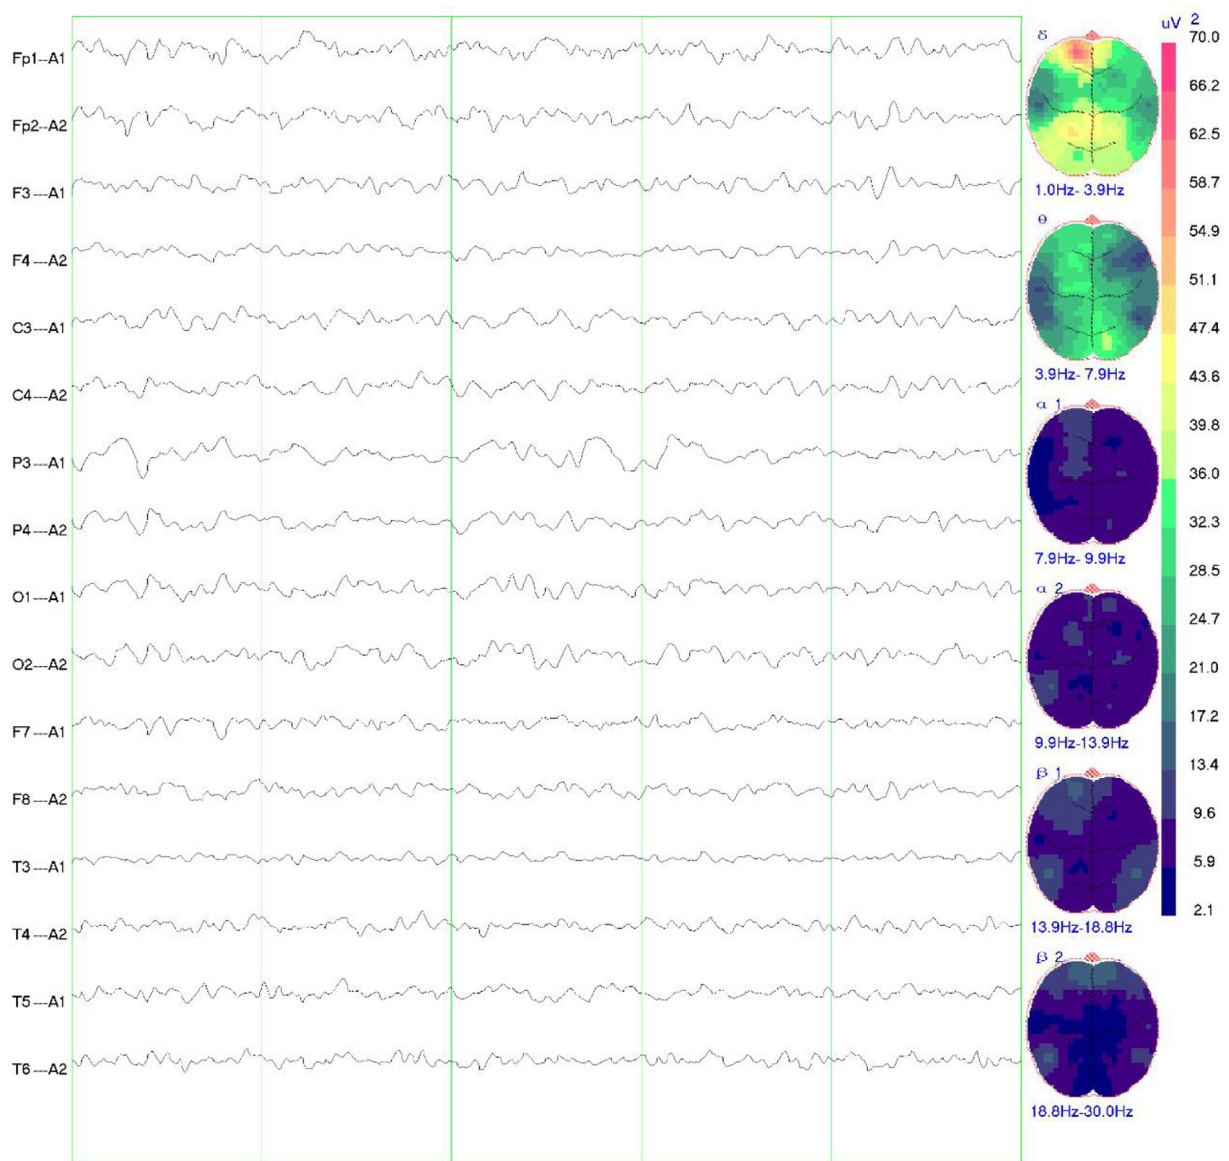 uV 2
Fp1--A1
Fp2--A2
F3---A1
F4---A2
C3---A1
C4---A2
P3---A1
P4---A2
O1---A1
O2---A2
F7---A1
F8---A2
T3---A1
T4---A2
T5---A1
T6---A2
δ
1.0Hz- 3.9Hz
θ
3.9Hz- 7.9Hz
α 1
7.9Hz- 9.9Hz
α 2
9.9Hz-13.9Hz
β 1
13.9Hz-18.8Hz
β 2
18.8Hz-30.0Hz
70.0
66.2
62.5
58.7
54.9
51.1
47.4
43.6
39.8
36.0
32.3
28.5
24.7
21.0
17.2
13.4
9.6
5.9
2.1